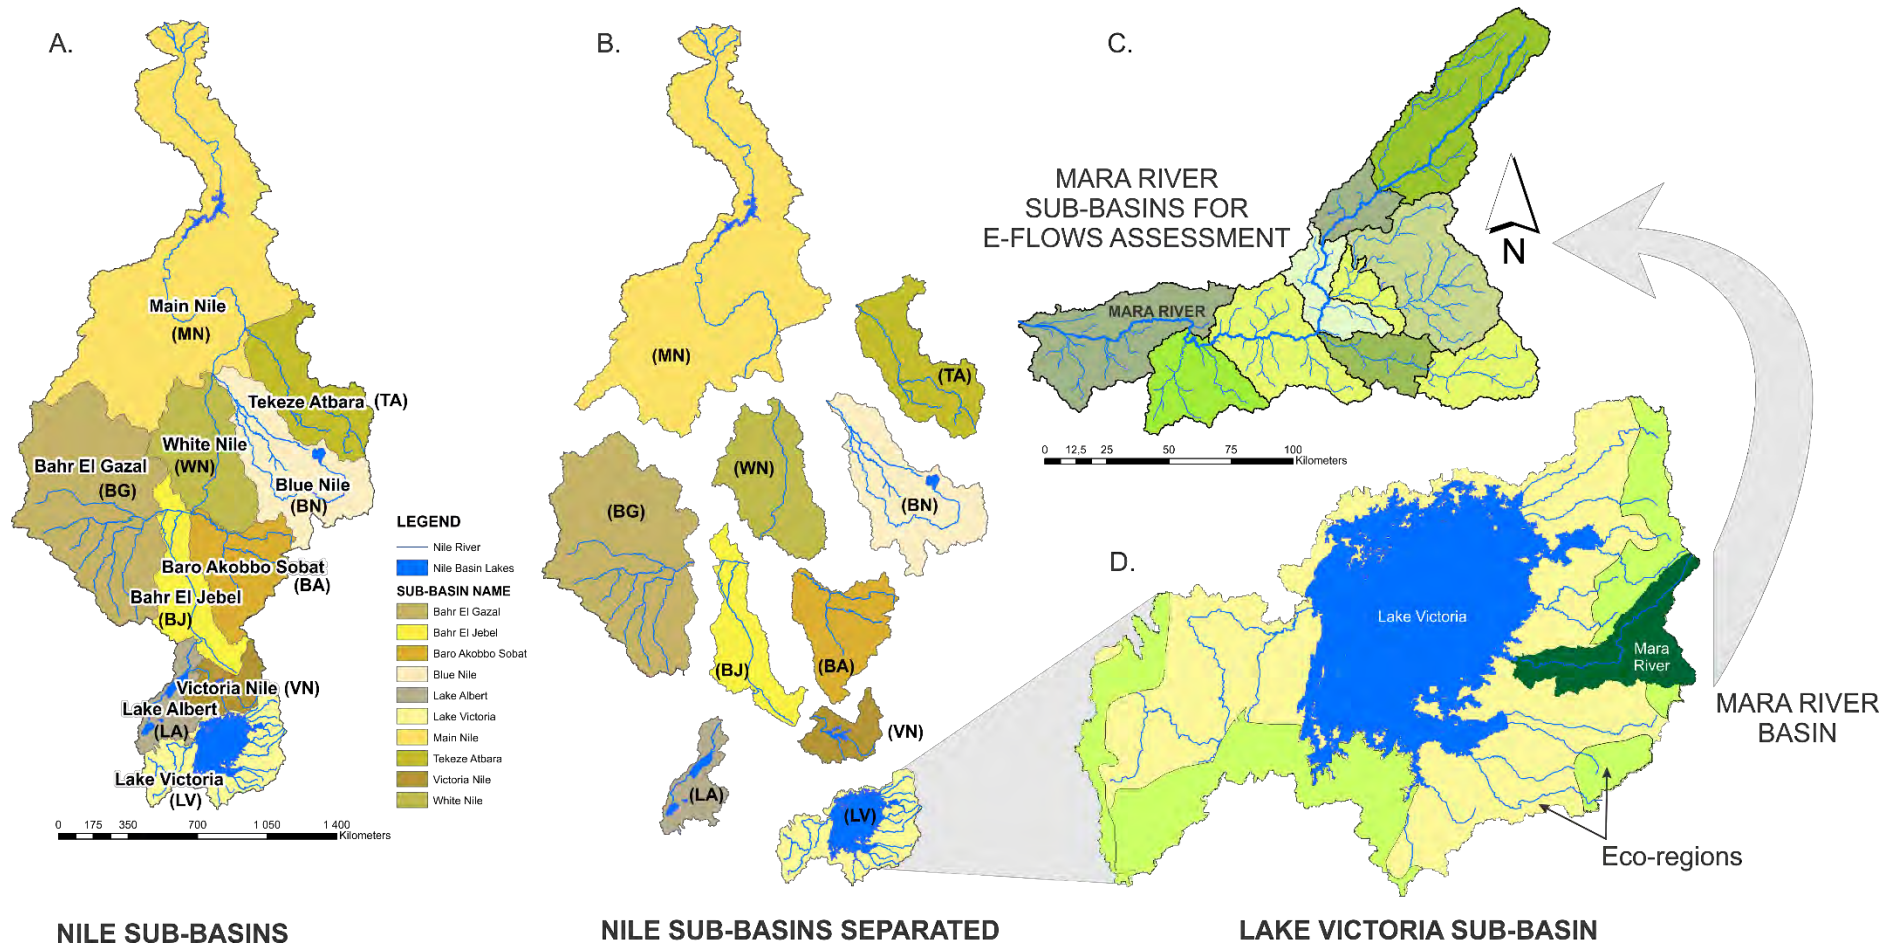 A.
Main Nile
(MN)
Tekeze Atbara (TA)
White Nile
(WN)
Bahr El Gazal
(BG)
Blue Nile
(BN)
Baro Akobbo Sobat
(BA)
Bahr El Jebel
(BJ)
Victoria Nile (VN)
Lake Albert
(LA)
Lake Victoria
(LV)
0 175 350 700 1 050 1 400
Kilometers
NILE SUB-BASINS
LEGEND
Nile River
Nile Basin Lakes
SUB-BASIN NAME
Bahr El Gazal
Bahr El Jebel
Baro Akobbo Sobat
Blue Nile
Lake Albert
Lake Victoria
Main Nile
Tekeze Atbara
Victoria Nile
White Nile
B.
(MN)
(TA)
(WN)
(BG)
(BN)
(BJ)
(BA)
(VN)
(LA)
(LV)
NILE SUB-BASINS SEPARATED
C.
MARA RIVER
SUB-BASINS FOR
E-FLOWS ASSESSMENT
N
MARA RIVER
0 12,5 25 50 75 100
Kilometers
D.
Lake Victoria
Mara
River
MARA RIVER
BASIN
Eco-regions
LAKE VICTORIA SUB-BASIN